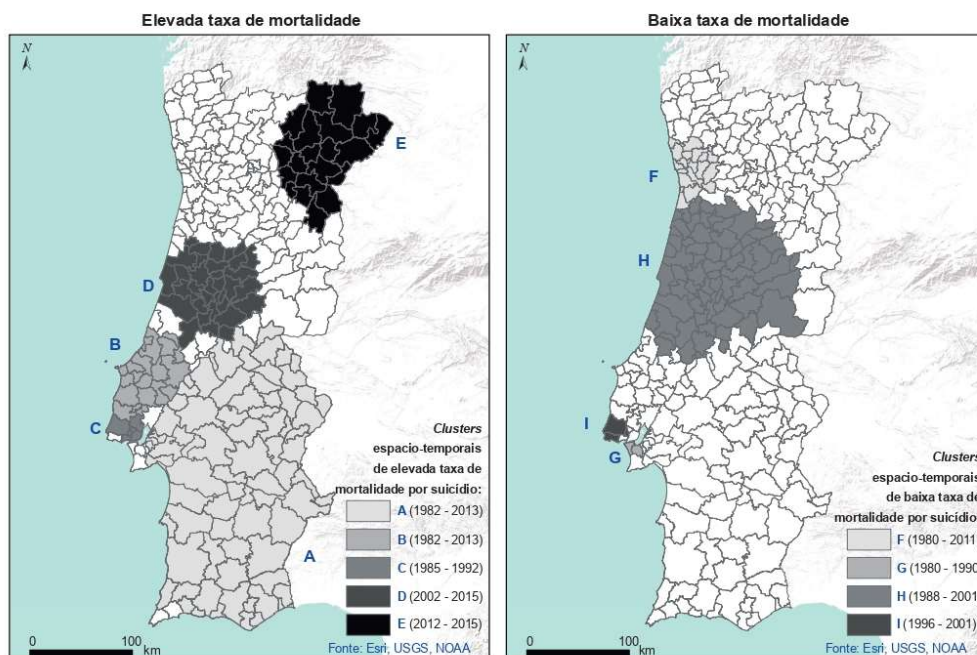 Elevada taxa de mortalidade
N
E
D
B
C
A
Clusters
espacio-temporais
de elevada taxa de
mortalidade por suicídio:
A (1982 - 2013)
B (1982 - 2013)
C (1985 - 1992)
D (2002 - 2015)
E (2012 - 2015)
0 100
km
Fonte: Esri, USGS, NOAA
Baixa taxa de mortalidade
N
F
H
I
G
Clusters
espacio-temporais
de baixa taxa de
mortalidade por suicídio
F (1980 - 2011)
G (1980 - 1990)
H (1988 - 2001)
I (1996 - 2001)
0 100
km
Fonte: Esri, USGS, NOAA